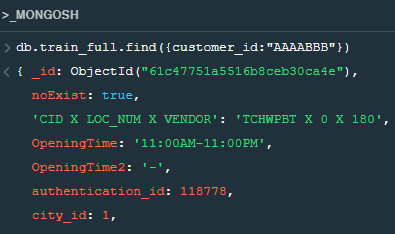 >_MONGOSH
> db.train_full.find({customer_id:"AAAABBB"})
< { _id: ObjectId("61c47751a5516b8ceb30ca4e"),
noExist: true,
'CID X LOC_NUM X VENDOR': 'TCHWPBT X 0 X 180',
OpeningTime: '11:00AM-11:00PM',
OpeningTime2: '-',
authentication_id: 118778,
city_id: 1,